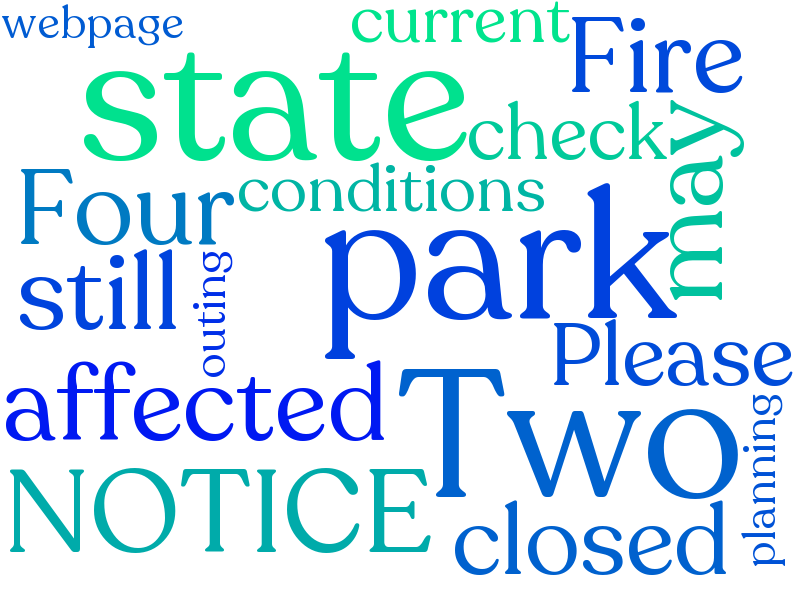 webpage
current
Fire
state
check
may
conditions
Four
park
still
outing
Please
affected
Two
planning
NOTICE
closed